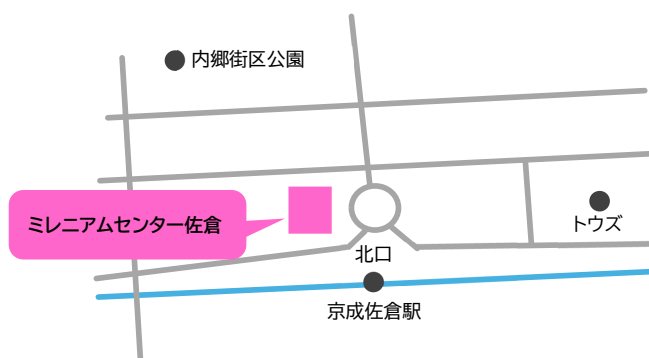 内郷街区公園
ミレニアムセンター佐倉
トウズ
北口
京成佐倉駅